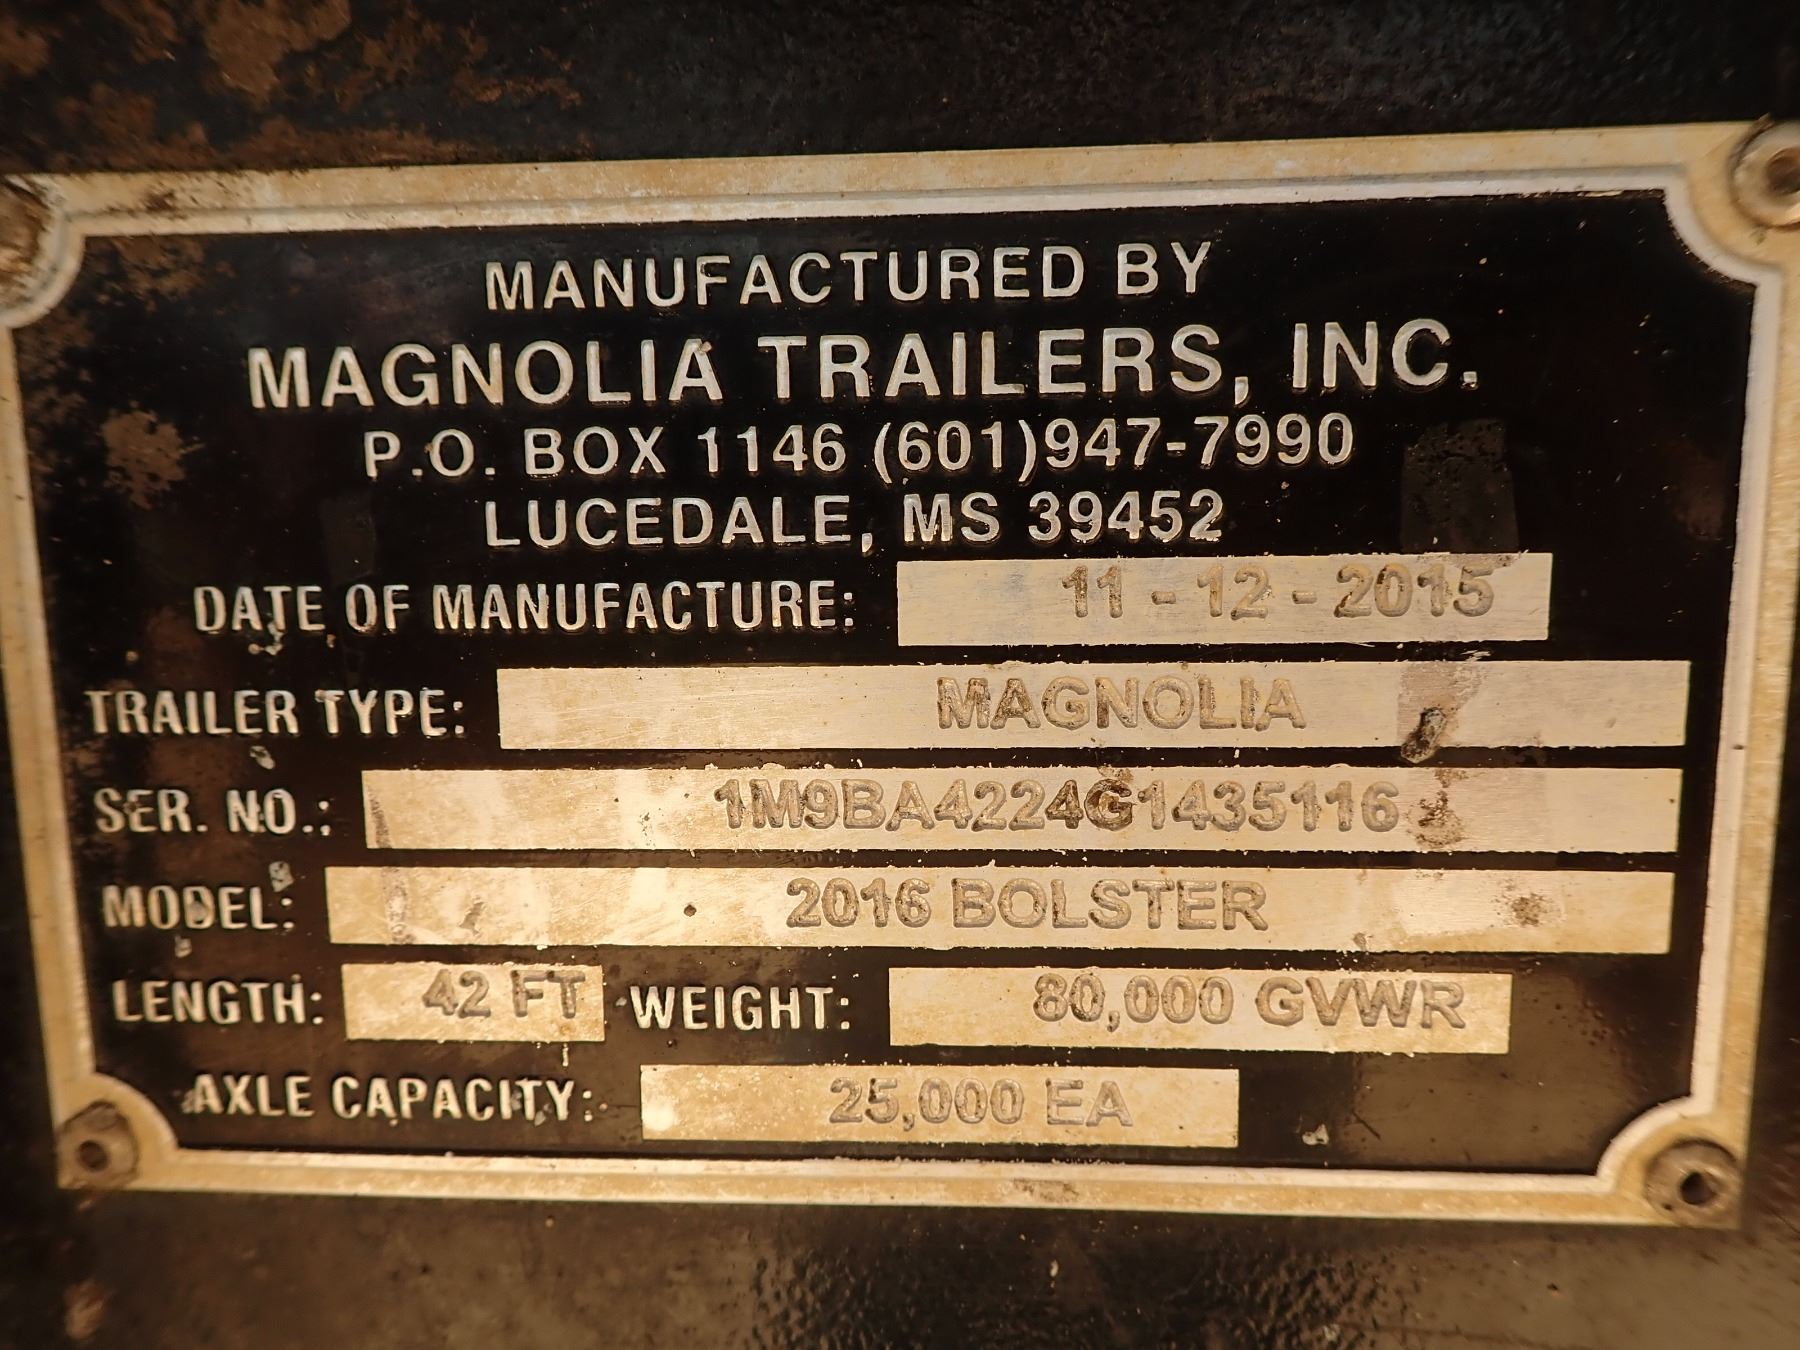 MANUFACTURED BY
MAGNOLIA TRAILERS, INC.
P.O. BOX 1146 (601)947-7990
LUCEDALE, MS 39452
DATE OF MANUFACTURE: 11 - 12 - 2015
TRAILER TYPE: MAGNOLIA
SER. NO.: 1M9BA4224G1435116
MODEL: 2016 BOLSTER
LENGTH: 42 FT WEIGHT: 80,000 GVWR
AXLE CAPACITY: 25,000 EA